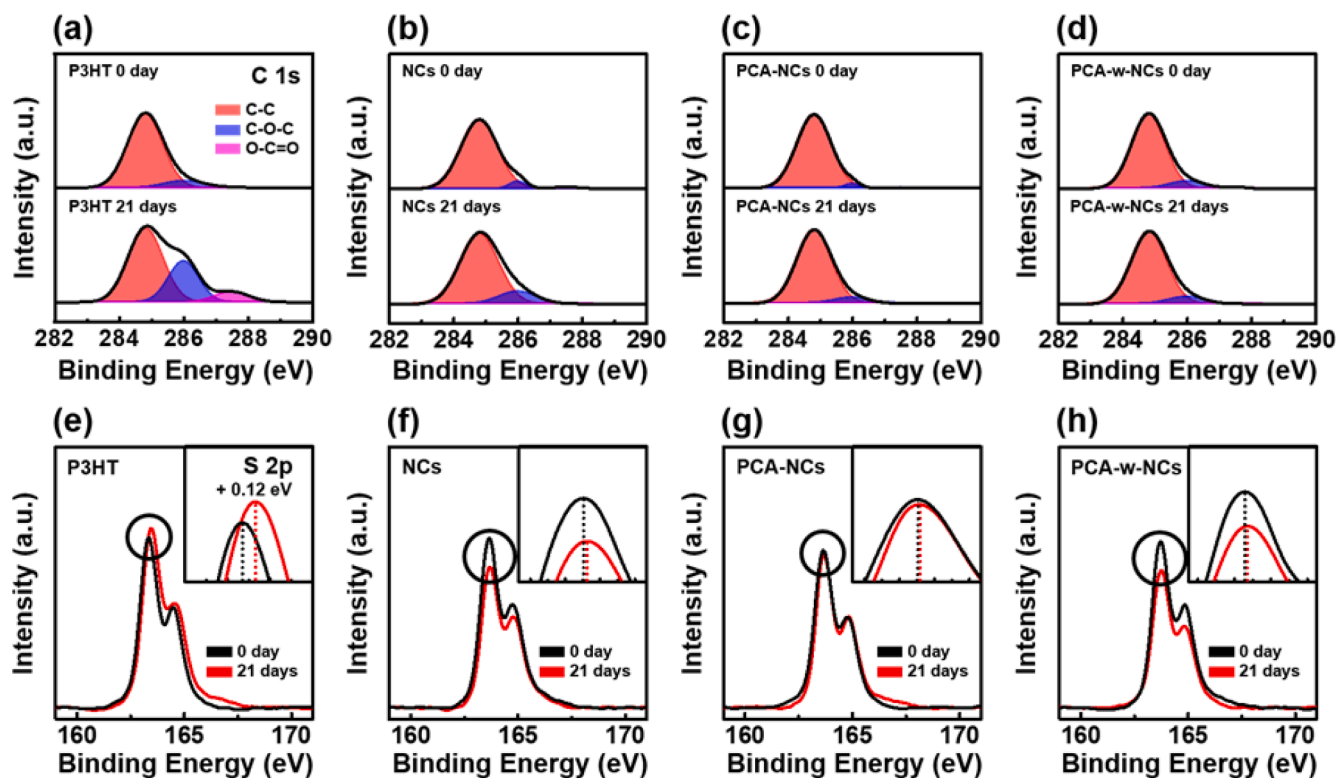 (a)
P3HT 0 day
C 1s
C-C
C-O-C
O-C=O
P3HT 21 days
Intensity (a.u.)
282 284 286 288 290
Binding Energy (eV)
(b)
NCs 0 day
NCs 21 days
Intensity (a.u.)
282 284 286 288 290
Binding Energy (eV)
(c)
PCA-NCs 0 day
PCA-NCs 21 days
Intensity (a.u.)
282 284 286 288 290
Binding Energy (eV)
(d)
PCA-w-NCs 0 day
PCA-w-NCs 21 days
Intensity (a.u.)
282 284 286 288 290
Binding Energy (eV)
(e)
P3HT
S 2p
+ 0.12 eV
0 day
21 days
Intensity (a.u.)
160 165 170
Binding Energy (eV)
(f)
NCs
0 day
21 days
Intensity (a.u.)
160 165 170
Binding Energy (eV)
(g)
PCA-NCs
0 day
21 days
Intensity (a.u.)
160 165 170
Binding Energy (eV)
(h)
PCA-w-NCs
0 day
21 days
Intensity (a.u.)
160 165 170
Binding Energy (eV)